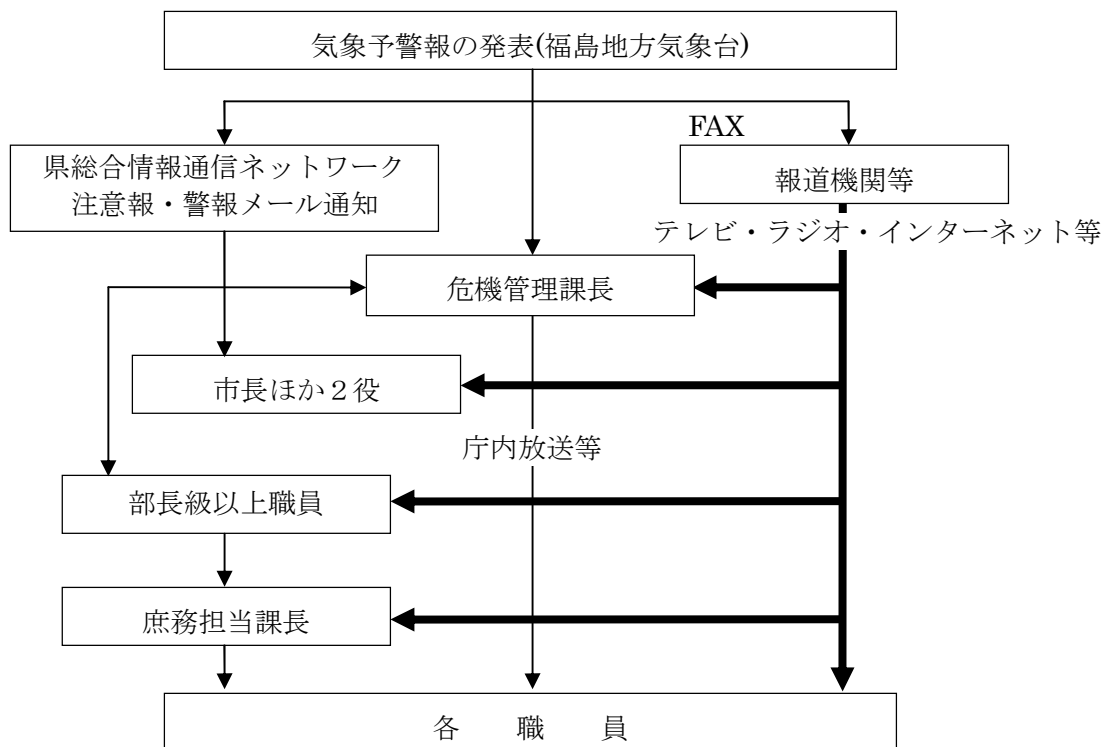 気象予警報の発表(福島地方気象台)
FAX
県総合情報通信ネットワーク
注意報・警報メール通知
報道機関等
テレビ・ラジオ・インターネット等
危機管理課長
市長ほか２役
庁内放送等
部長級以上職員
庶務担当課長
各　職　員